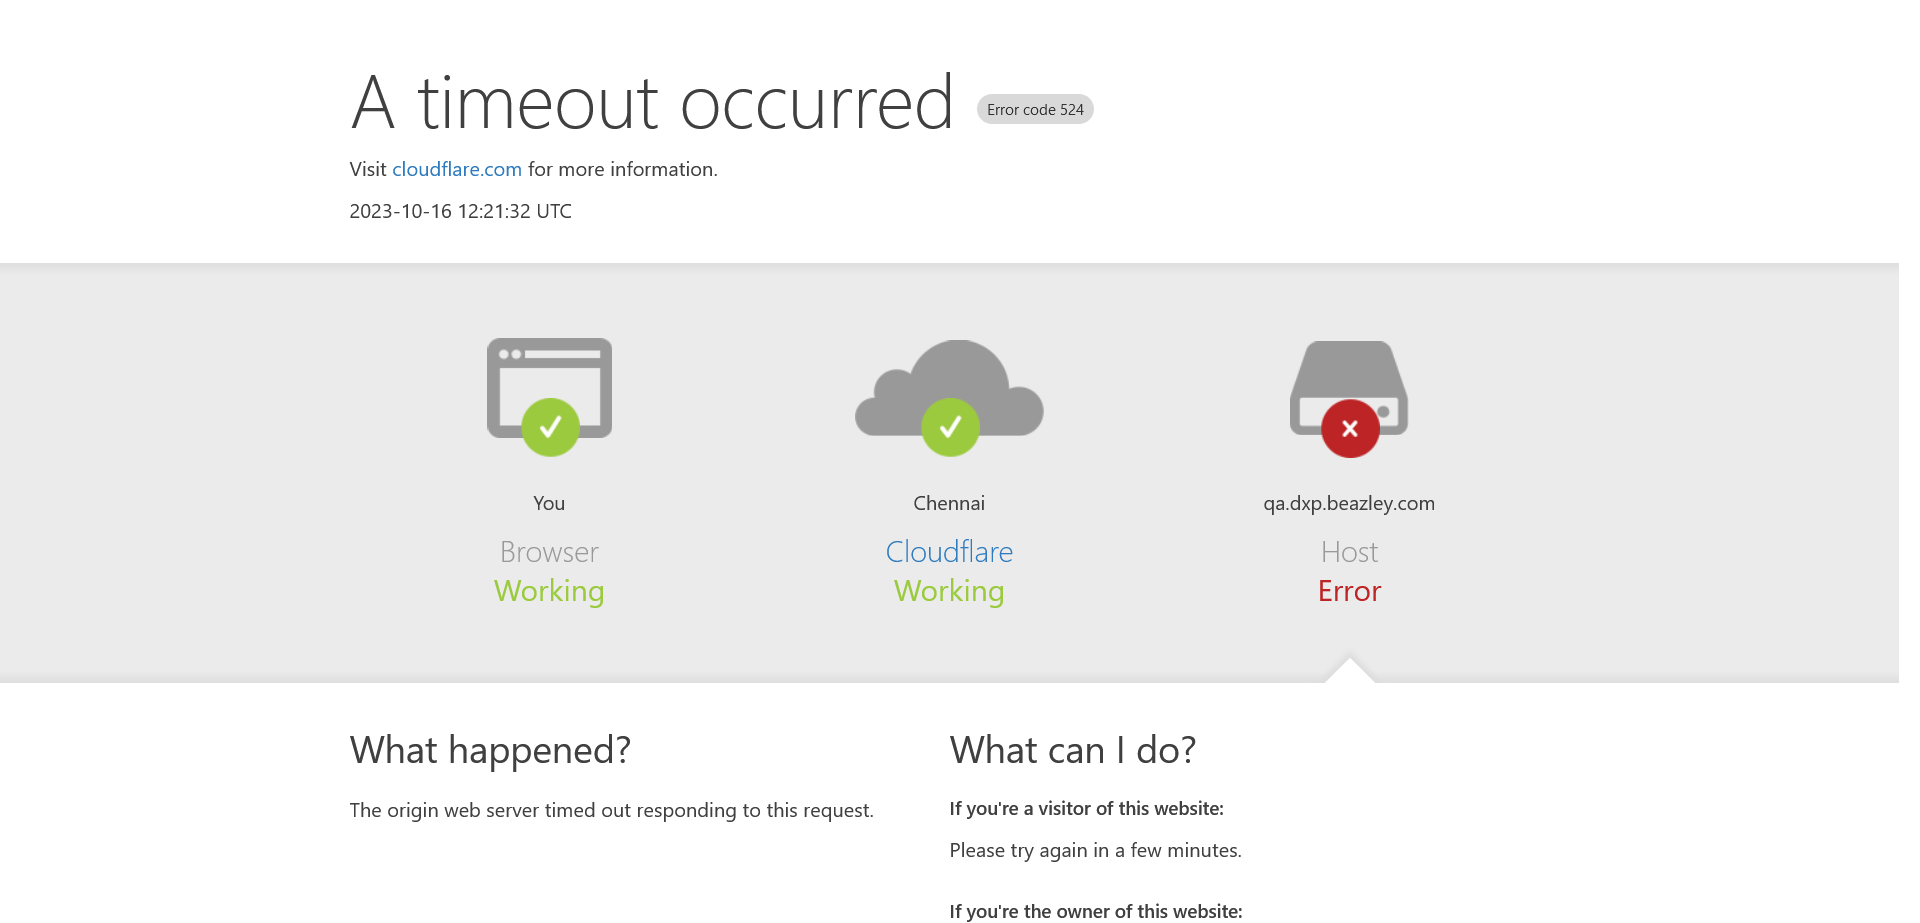 A timeout occurred Error code 524
Visit cloudflare.com for more information.
2023-10-16 12:21:32 UTC
You
Browser
Working
Chennai
Cloudflare
Working
qa.dxp.beazley.com
Host
Error
What happened?
The origin web server timed out responding to this request.
What can I do?
If you're a visitor of this website:
Please try again in a few minutes.
If you're the owner of this website: